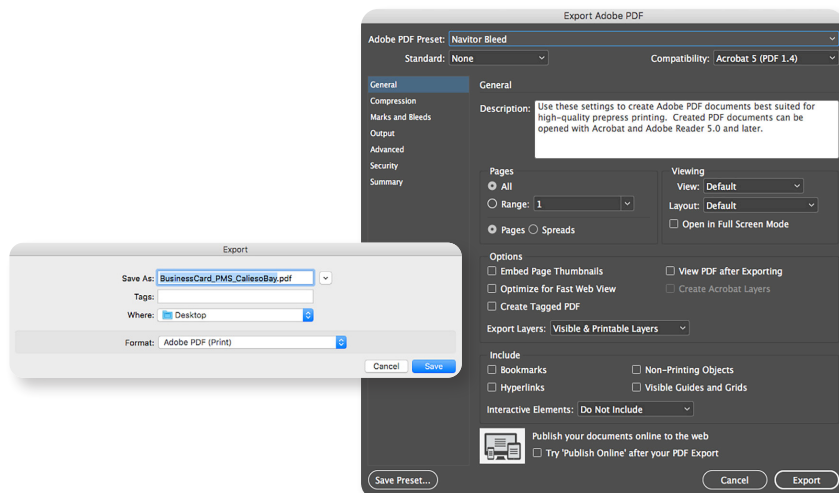 Export Adobe PDF
Adobe PDF Preset: Navitor Bleed
Standard: None
Compatibility: Acrobat 5 (PDF 1.4)
General
Compression
Marks and Bleeds
Output
Advanced
Security
Summary
General
Description: Use these settings to create Adobe PDF documents best suited for
high-quality prepress printing. Created PDF documents can be
opened with Acrobat and Adobe Reader 5.0 and later.
Pages
All
Range: 1
Pages Spreads
Viewing
View: Default
Layout: Default
Open in Full Screen Mode
Options
Embed Page Thumbnails
View PDF after Exporting
Optimize for Fast Web View
Create Acrobat Layers
Create Tagged PDF
Export Layers: Visible & Printable Layers
Include
Bookmarks
Non-Printing Objects
Hyperlinks
Visible Guides and Grids
Interactive Elements: Do Not Include
Publish your documents online to the web
Try 'Publish Online' after your PDF Export
Save Preset...
Cancel
Export
Export
Save As: BusinessCard_PMS_CaliesoBay.pdf
Tags:
Where: Desktop
Format: Adobe PDF (Print)
Cancel
Save